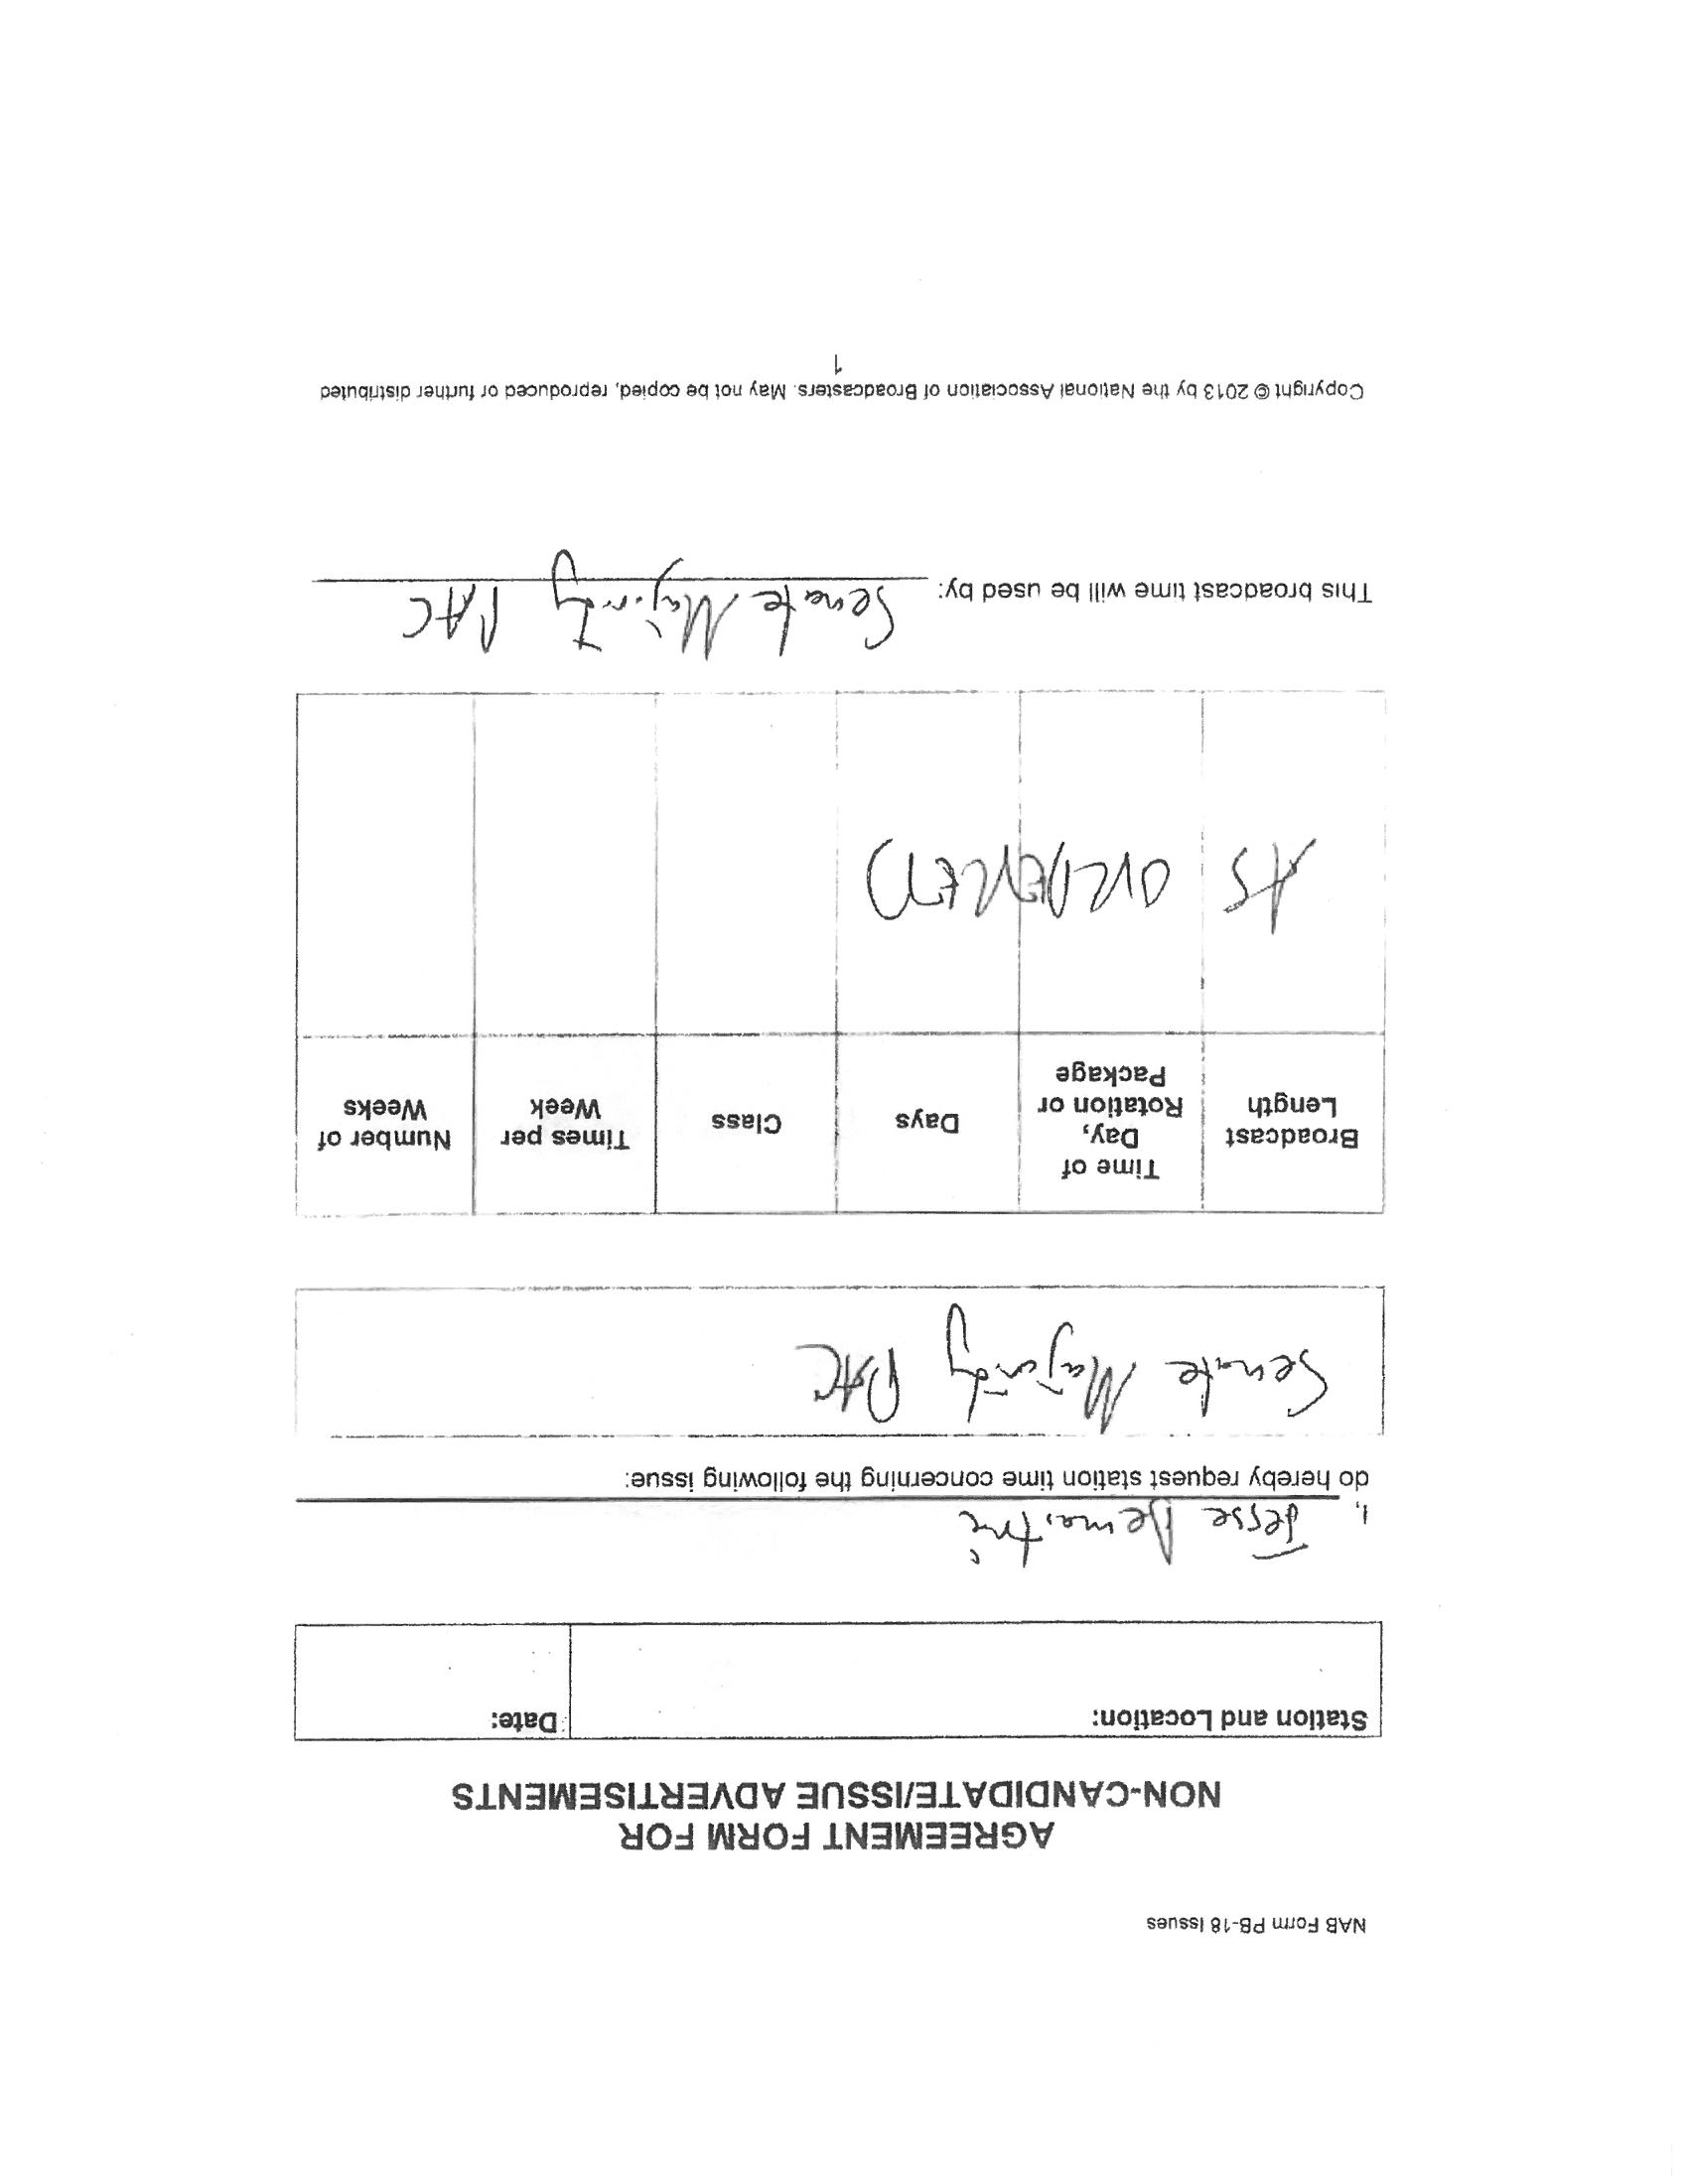 NAB Form PB-18 Issues
AGREEMENT FORM FOR
NON-CANDIDATE/ISSUE ADVERTISEMENTS
Station and Location:
Date:
I, Jesse Demastrie
do hereby request station time concerning the following issue:
Senate Majority PAC
Broadcast Length
Time of Day, Rotation or Package
Days
Class
Times per Week
Number of Weeks
AS ORDERED
This broadcast time will be used by: Senate Majority PAC
Copyright © 2013 by the National Association of Broadcasters. May not be copied, reproduced or further distributed
1